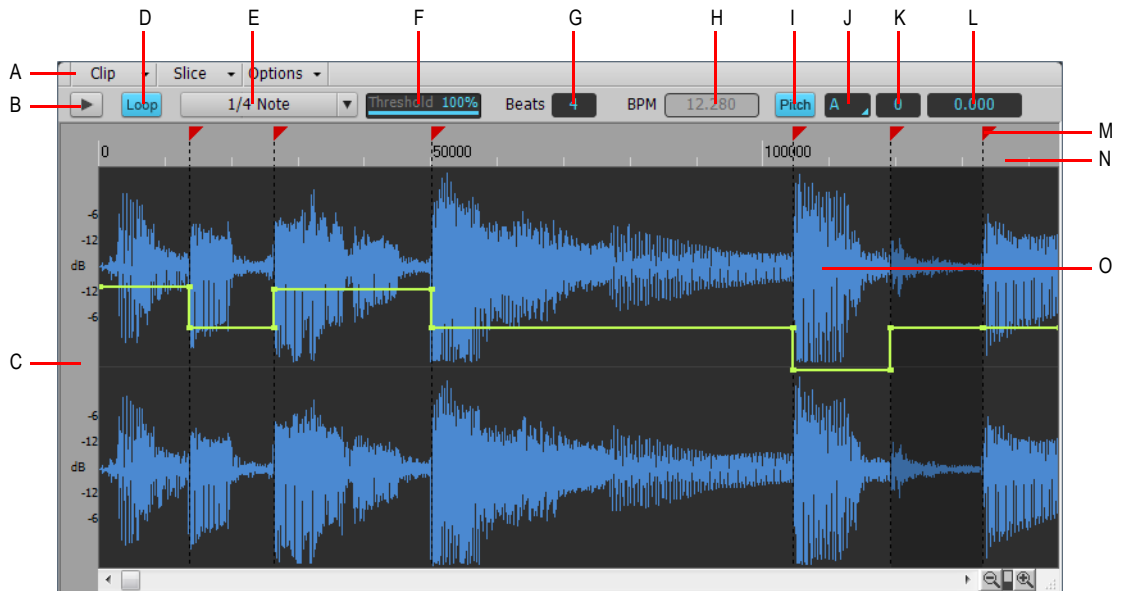 D E F G H I J K L
A Clip Slice Options
B Loop 1/4 Note Threshold 100% Beats 4 BPM 12.280 Pitch A 0 0.000
M
0 50000 100000 N
-6
-12
dB O
-12
-6
C
-6
-12
dB
-12
-6